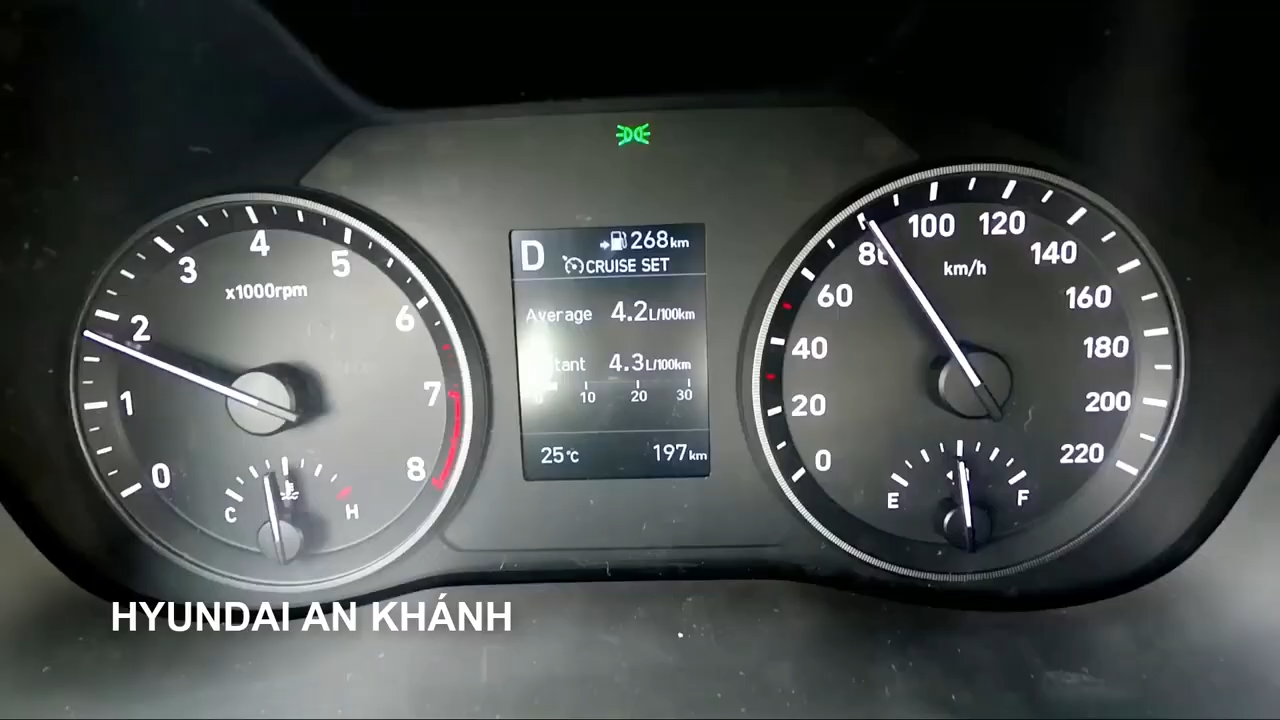 0
1
2
3
4
5
6
7
8
x1000rpm
C
H
D
268km
CRUISE SET
Average 4.2L/100km
tant 4.3L/100km
10 20 30
25°C
197km
0
20
40
60
80
100
120
140
160
180
200
220
km/h
E
F
HYUNDAI AN KHÁNH